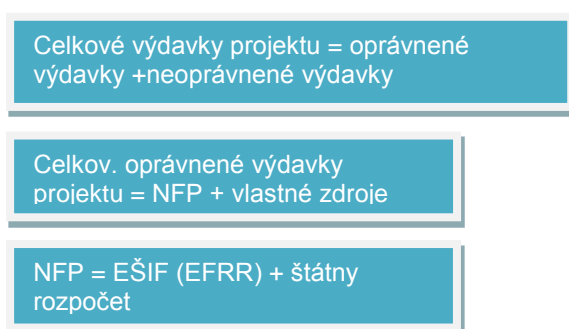 Celkové výdavky projektu = oprávnené
výdavky +neoprávnené výdavky
Celkov. oprávnené výdavky
projektu = NFP + vlastné zdroje
NFP = EŠIF (EFRR) + štátny
rozpočet